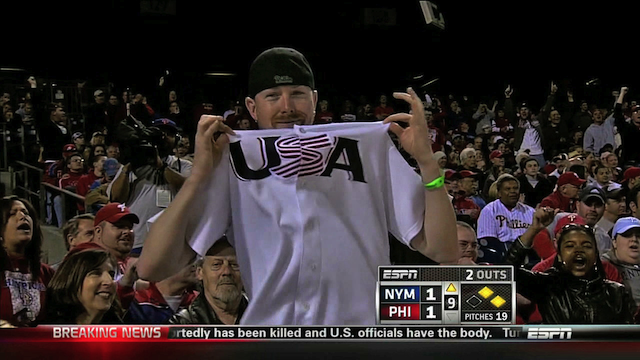 USA
Phillies
ESPN
2 OUTS
NYM 1
PHI 1
9
PITCHES 19
BREAKING NEWS
rtedly has been killed and U.S. officials have the body.
ESPN